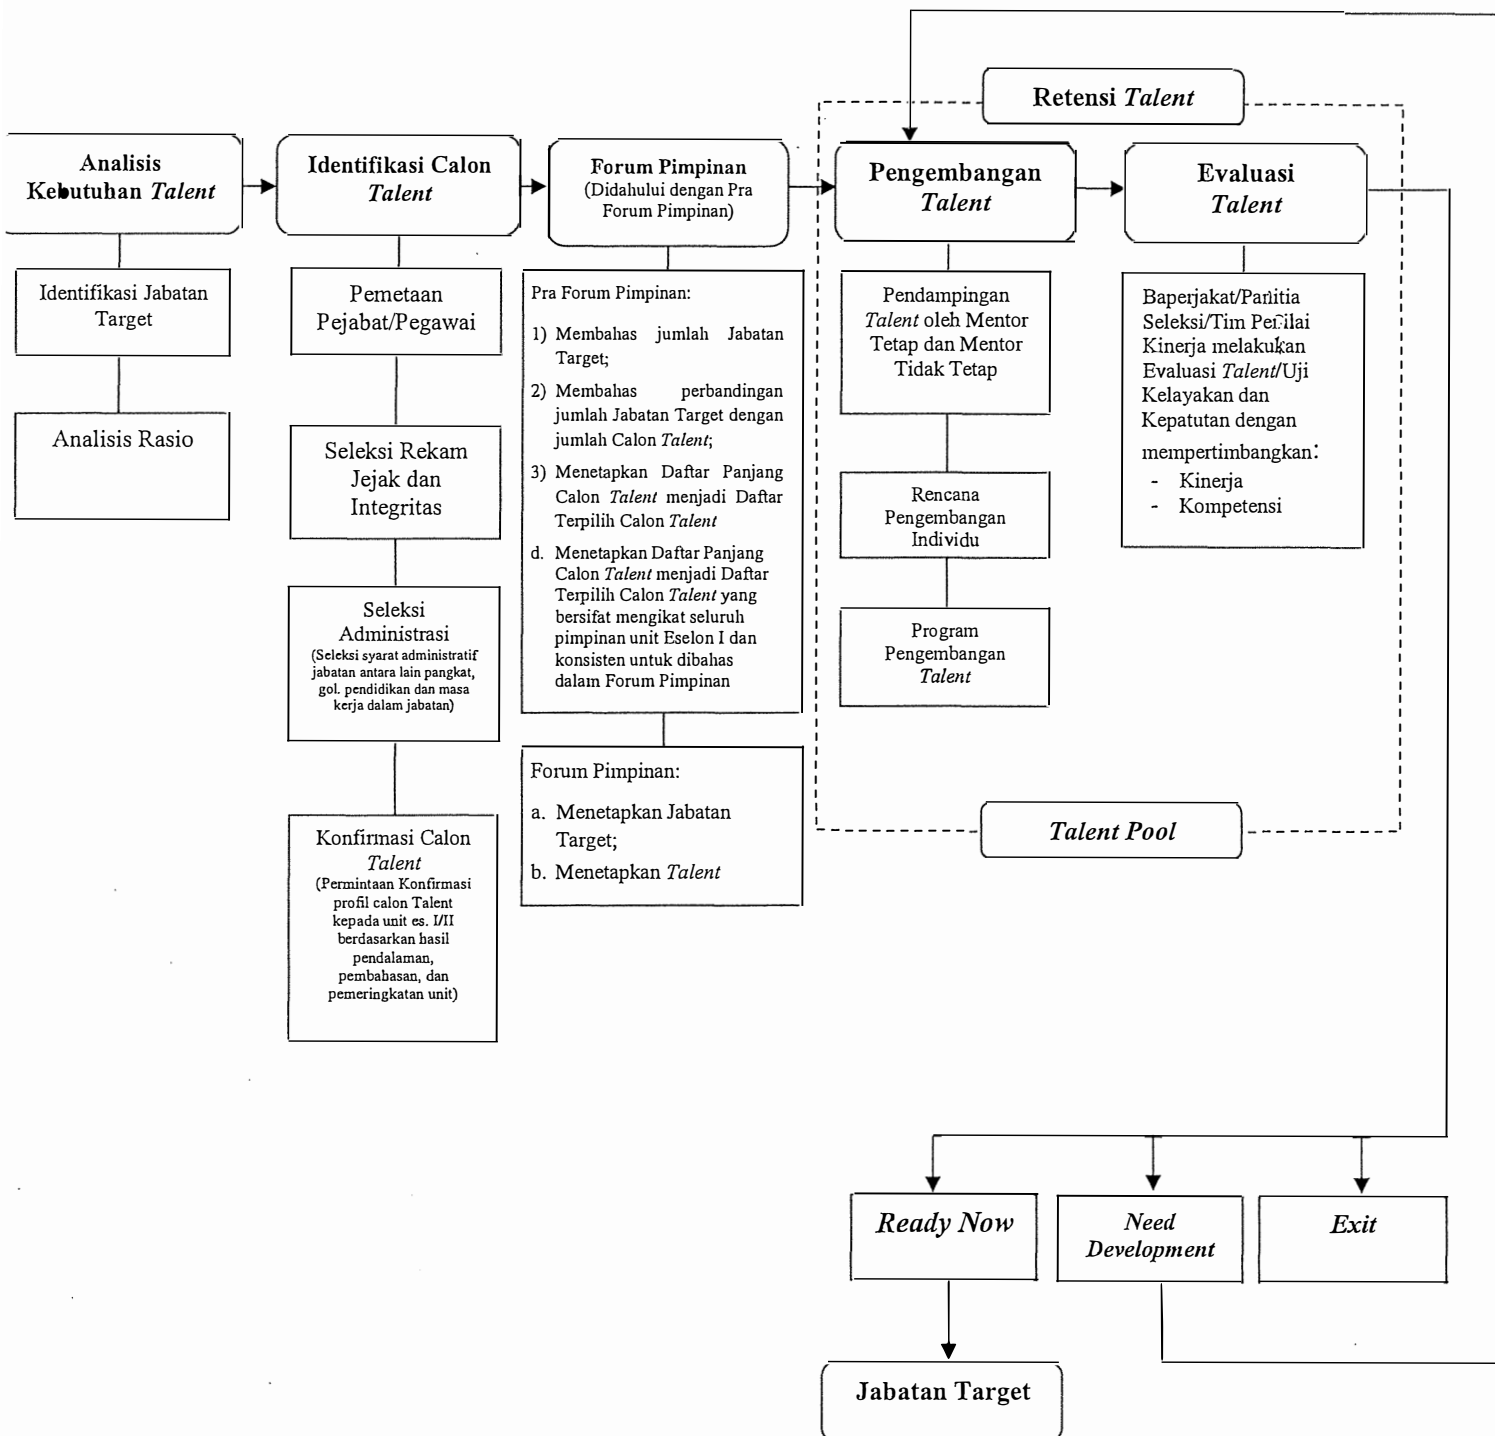 Retensi Talent
Analisis
Kebutuhan Talent
Identifikasi Calon
Talent
Forum Pimpinan
(Didahului dengan Pra
Forum Pimpinan)
Pengembangan
Talent
Evaluasi
Talent
Identifikasi Jabatan
Target
Analisis Rasio
Pemetaan
Pejabat/Pegawai
Seleksi Rekam
Jejak dan
Integritas
Seleksi
Administrasi
(Seleksi syarat administratif
jabatan antara lain pangkat,
gol. pendidikan dan masa
kerja dalam jabatan)
Konfirmasi Calon
Talent
(Permintaan Konfirmasi
profil calon Talent
kepada unit es. I/II
berdasarkan hasil
pendalaman,
pembahasan, dan
pemeringkatan unit)
Pra Forum Pimpinan:
1) Membahas jumlah Jabatan
Target;
2) Membahas perbandingan
jumlah Jabatan Target dengan
jumlah Calon Talent;
3) Menetapkan Daftar Panjang
Calon Talent menjadi Daftar
Terpilih Calon Talent
d. Menetapkan Daftar Panjang
Calon Talent menjadi Daftar
Terpilih Calon Talent yang
bersifat mengikat seluruh
pimpinan unit Eselon I dan
konsisten untuk dibahas
dalam Forum Pimpinan
Forum Pimpinan:
a. Menetapkan Jabatan
Target;
b. Menetapkan Talent
Pendampingan
Talent oleh Mentor
Tetap dan Mentor
Tidak Tetap
Rencana
Pengembangan
Individu
Program
Pengembangan
Talent
Baperjakat/Panitia
Seleksi/Tim Penilai
Kinerja melakukan
Evaluasi Talent/Uji
Kelayakan dan
Kepatutan dengan
mempertimbangkan:
- Kinerja
- Kompetensi
Talent Pool
Ready Now
Need
Development
Exit
Jabatan Target